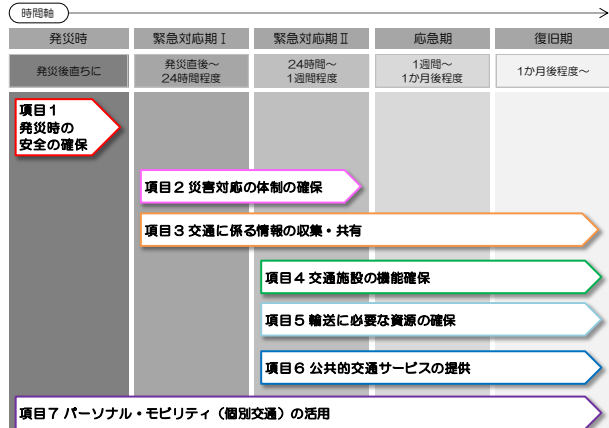 時間軸
発災時
緊急対応期Ⅰ
緊急対応期Ⅱ
応急期
復旧期
発災後直ちに
発災直後～
24時間程度
24時間～
1週間程度
1週間～
1か月後程度
1か月後程度～
項目1
発災時の
安全の確保
項目2 災害対応の体制の確保
項目3 交通に係る情報の収集・共有
項目4 交通施設の機能確保
項目5 輸送に必要な資源の確保
項目6 公共的交通サービスの提供
項目7 パーソナル・モビリティ（個別交通）の活用